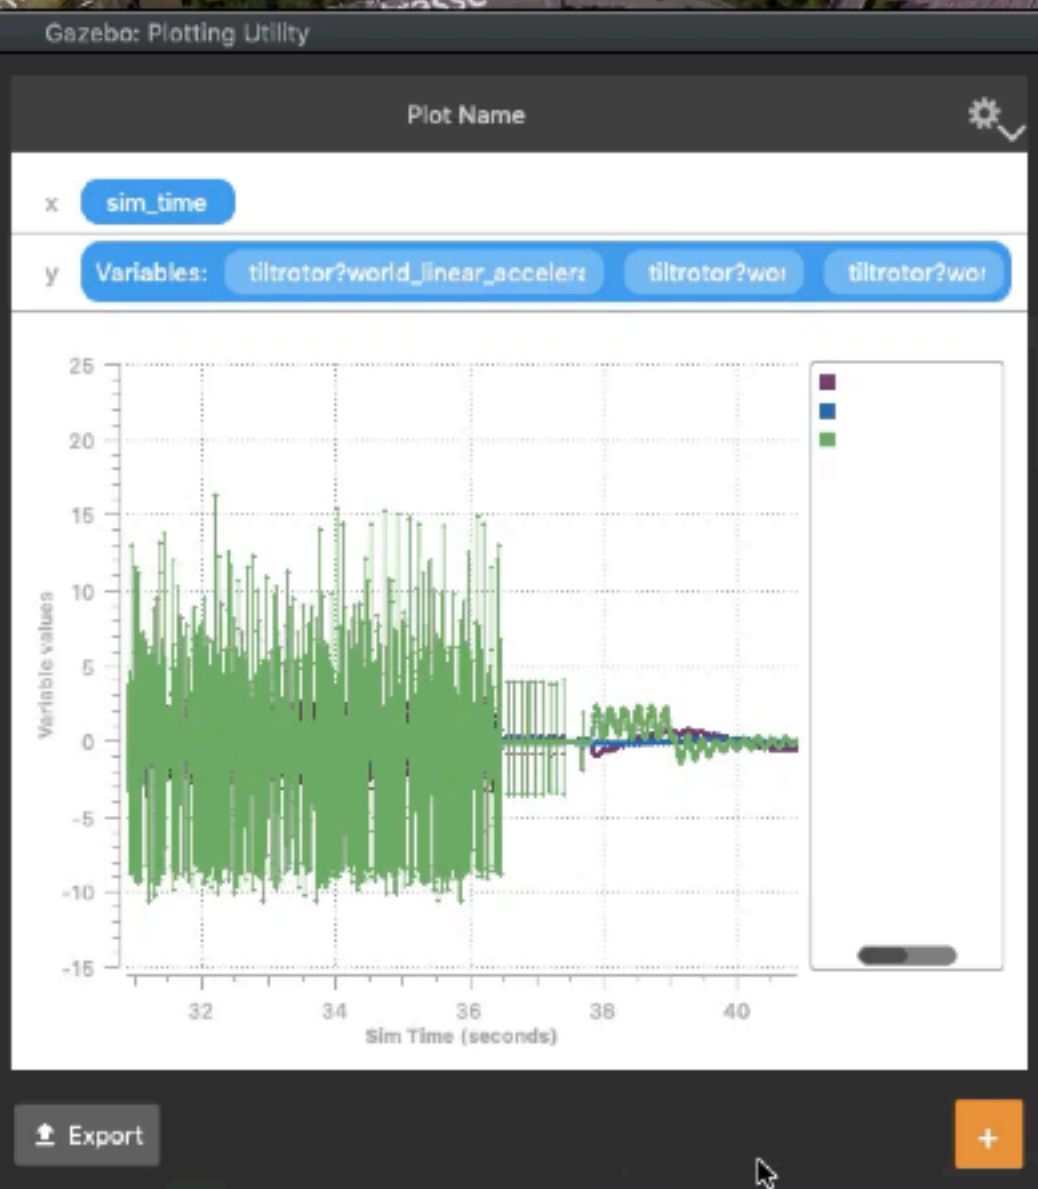 Gazebo: Plotting Utility
Plot Name
x sim_time
y Variables: tiltrotor?world_linear_accelera tiltrotor?wor tiltrotor?wor
25
20
15
10
5
0
-5
-10
-15
Variable values
32 34 36 38 40
Sim Time (seconds)
Export +